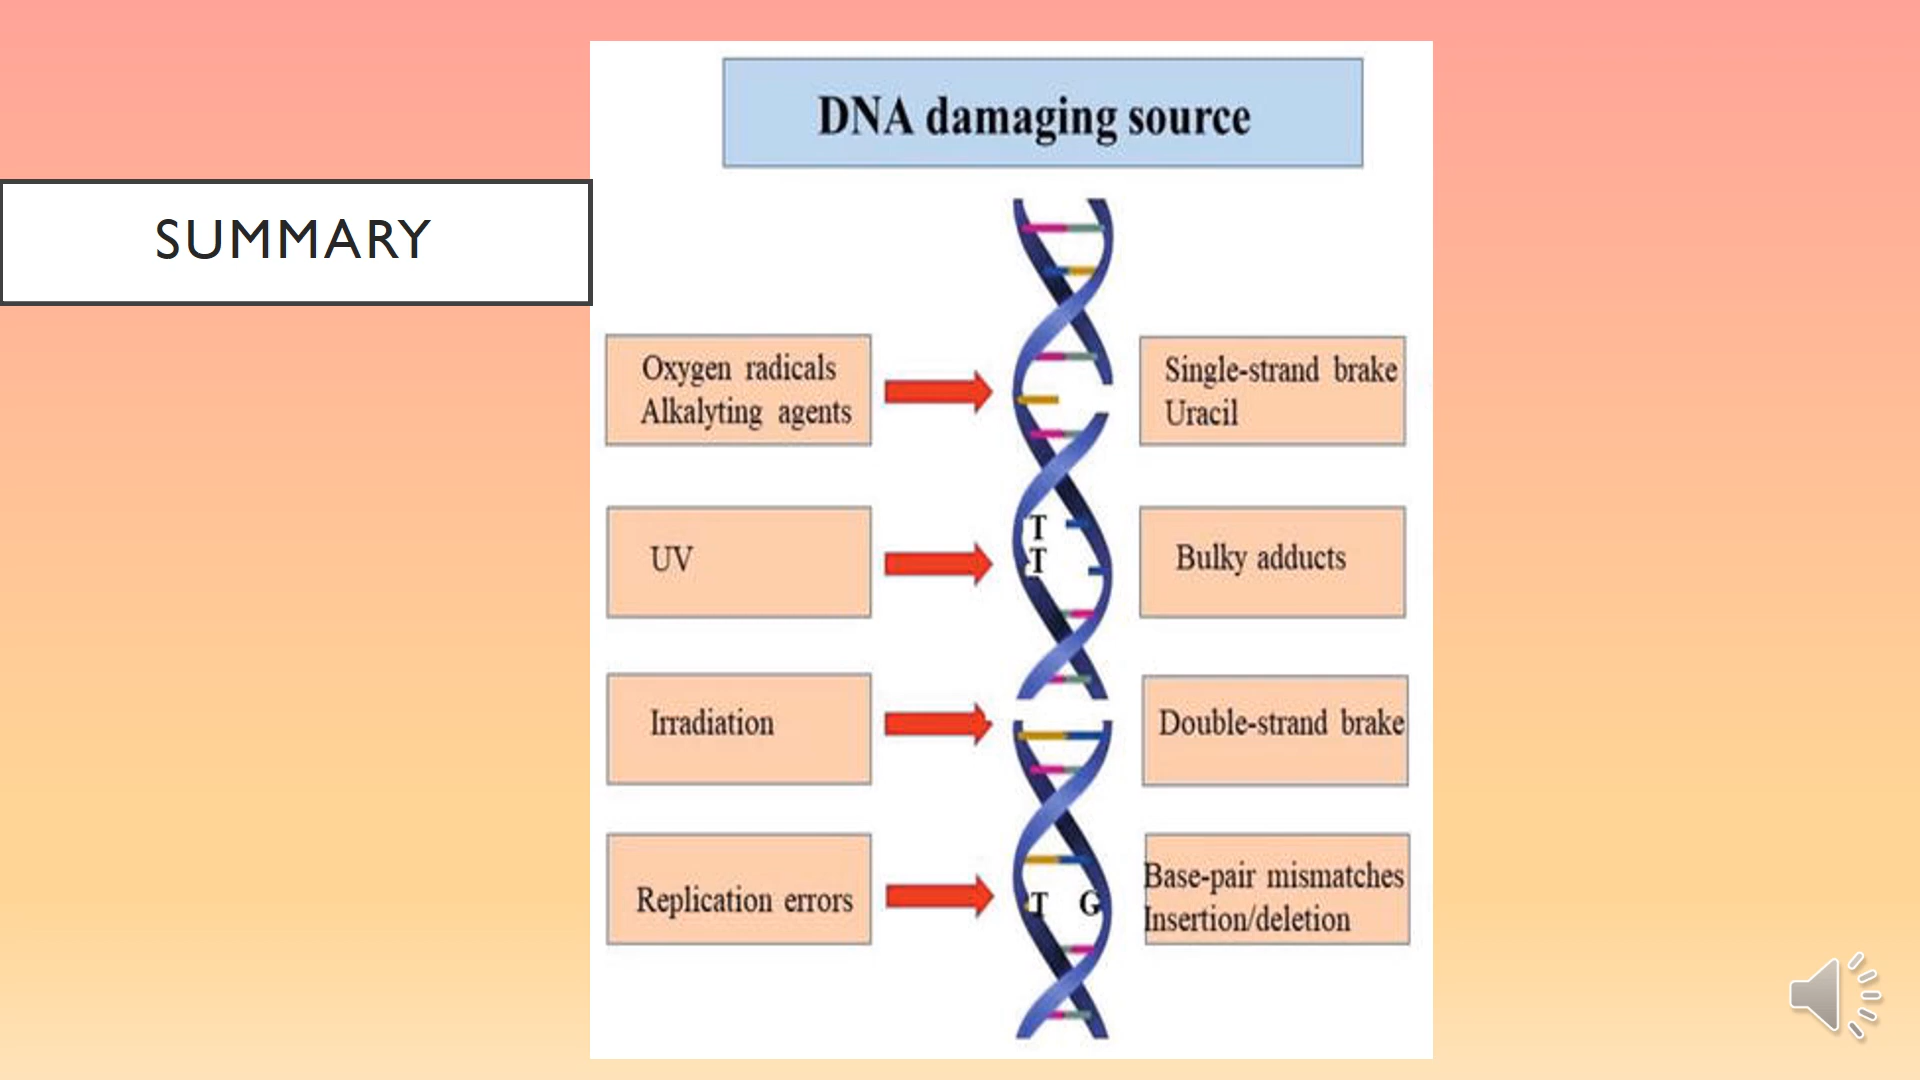 SUMMARY
DNA damaging source
Oxygen radicals
Alkalyting agents
Single-strand brake
Uracil
UV
T
T
Bulky adducts
Irradiation
Double-strand brake
Replication errors
T G
Base-pair mismatches
Insertion/deletion